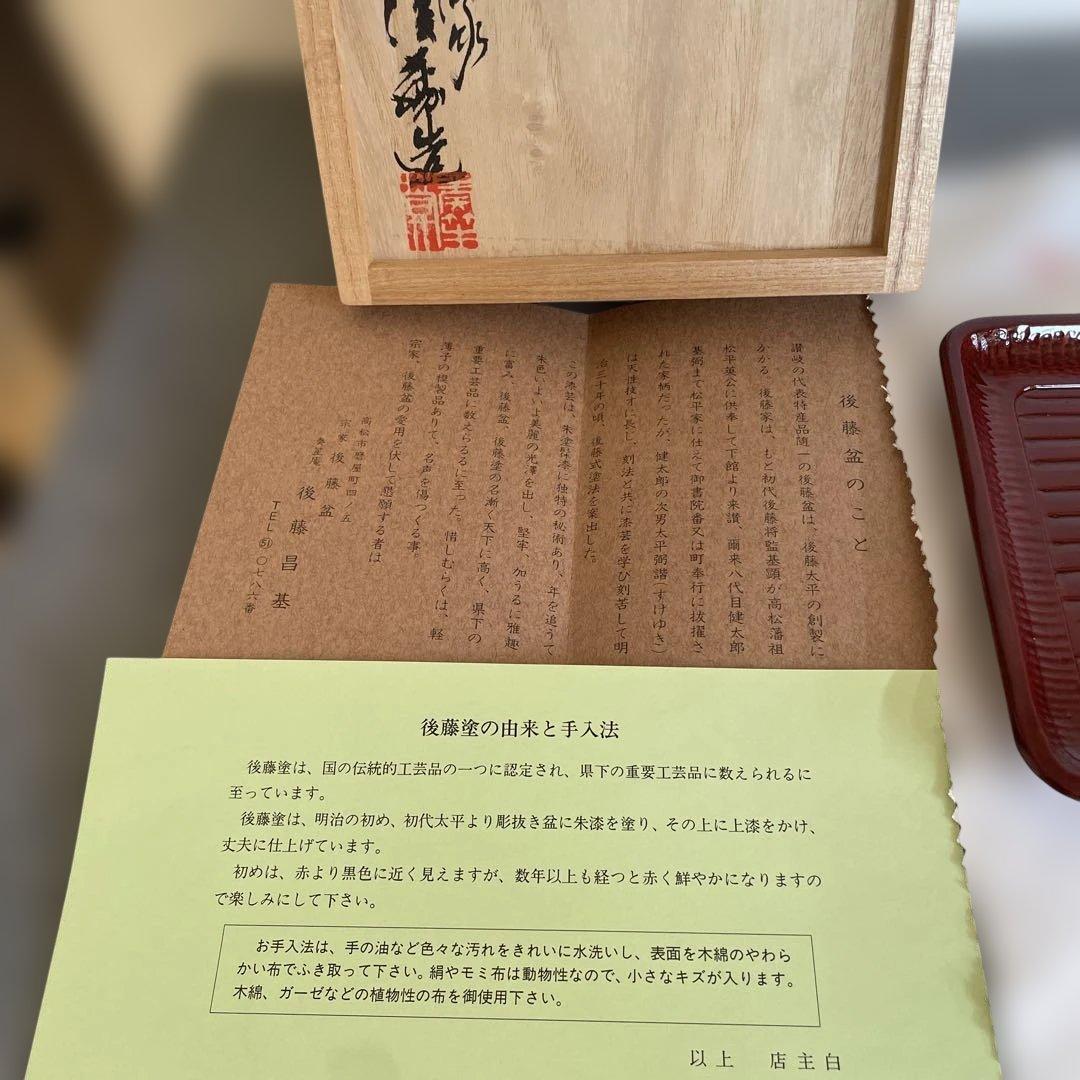 後藤盆のこと
讃岐の代表特産品随一の後藤盆は、後藤太平の創製に
かかる。後藤家は、もと初代後藤将監基顕が高松藩祖
松平英公に供奉して下館より来讃、爾来八代目健太郎
基弼まで松平家に仕えて御書院番又は町奉行に抜擢さ
れた家柄だったが、健太郎の次男太平弼諧(すけゆき)
は天性技才に長し、刻法と共に漆芸を学び刻苦して明
治三十年の頃、後藤式塗法を案出した。
この漆芸は、朱塗髹漆に独特の秘術あり、年を追うて
朱色いよいよ美麗の光澤を出し、堅牢、加うるに雅趣
に富み、後藤盆、後藤塗の名漸く天下に高く、県下の
重要工芸品に数えらるるに至った。惜しむらくは、軽
薄子の複製品ありて、名声を傷つくる事。
宗家、後藤盆の愛用を伏して懇願する者は
高松市磨屋町四ノ五
宗家 後藤盆
後藤昌基
TEL 51 〇七八六番
後藤塗の由来と手入法
後藤塗は、国の伝統的工芸品の一つに認定され、県下の重要工芸品に数えられるに
至っています。
後藤塗は、明治の初め、初代太平より彫抜き盆に朱漆を塗り、その上に上漆をかけ、
丈夫に仕上げています。
初めは、赤より黒色に近く見えますが、数年以上も経つと赤く鮮やかになりますの
で楽しみにして下さい。
お手入法は、手の油など色々な汚れをきれいに水洗いし、表面を木綿のやわら
かい布でふき取って下さい。絹やモミ布は動物性なので、小さなキズが入ります。
木綿、ガーゼなどの植物性の布を御使用下さい。
以上 店主白